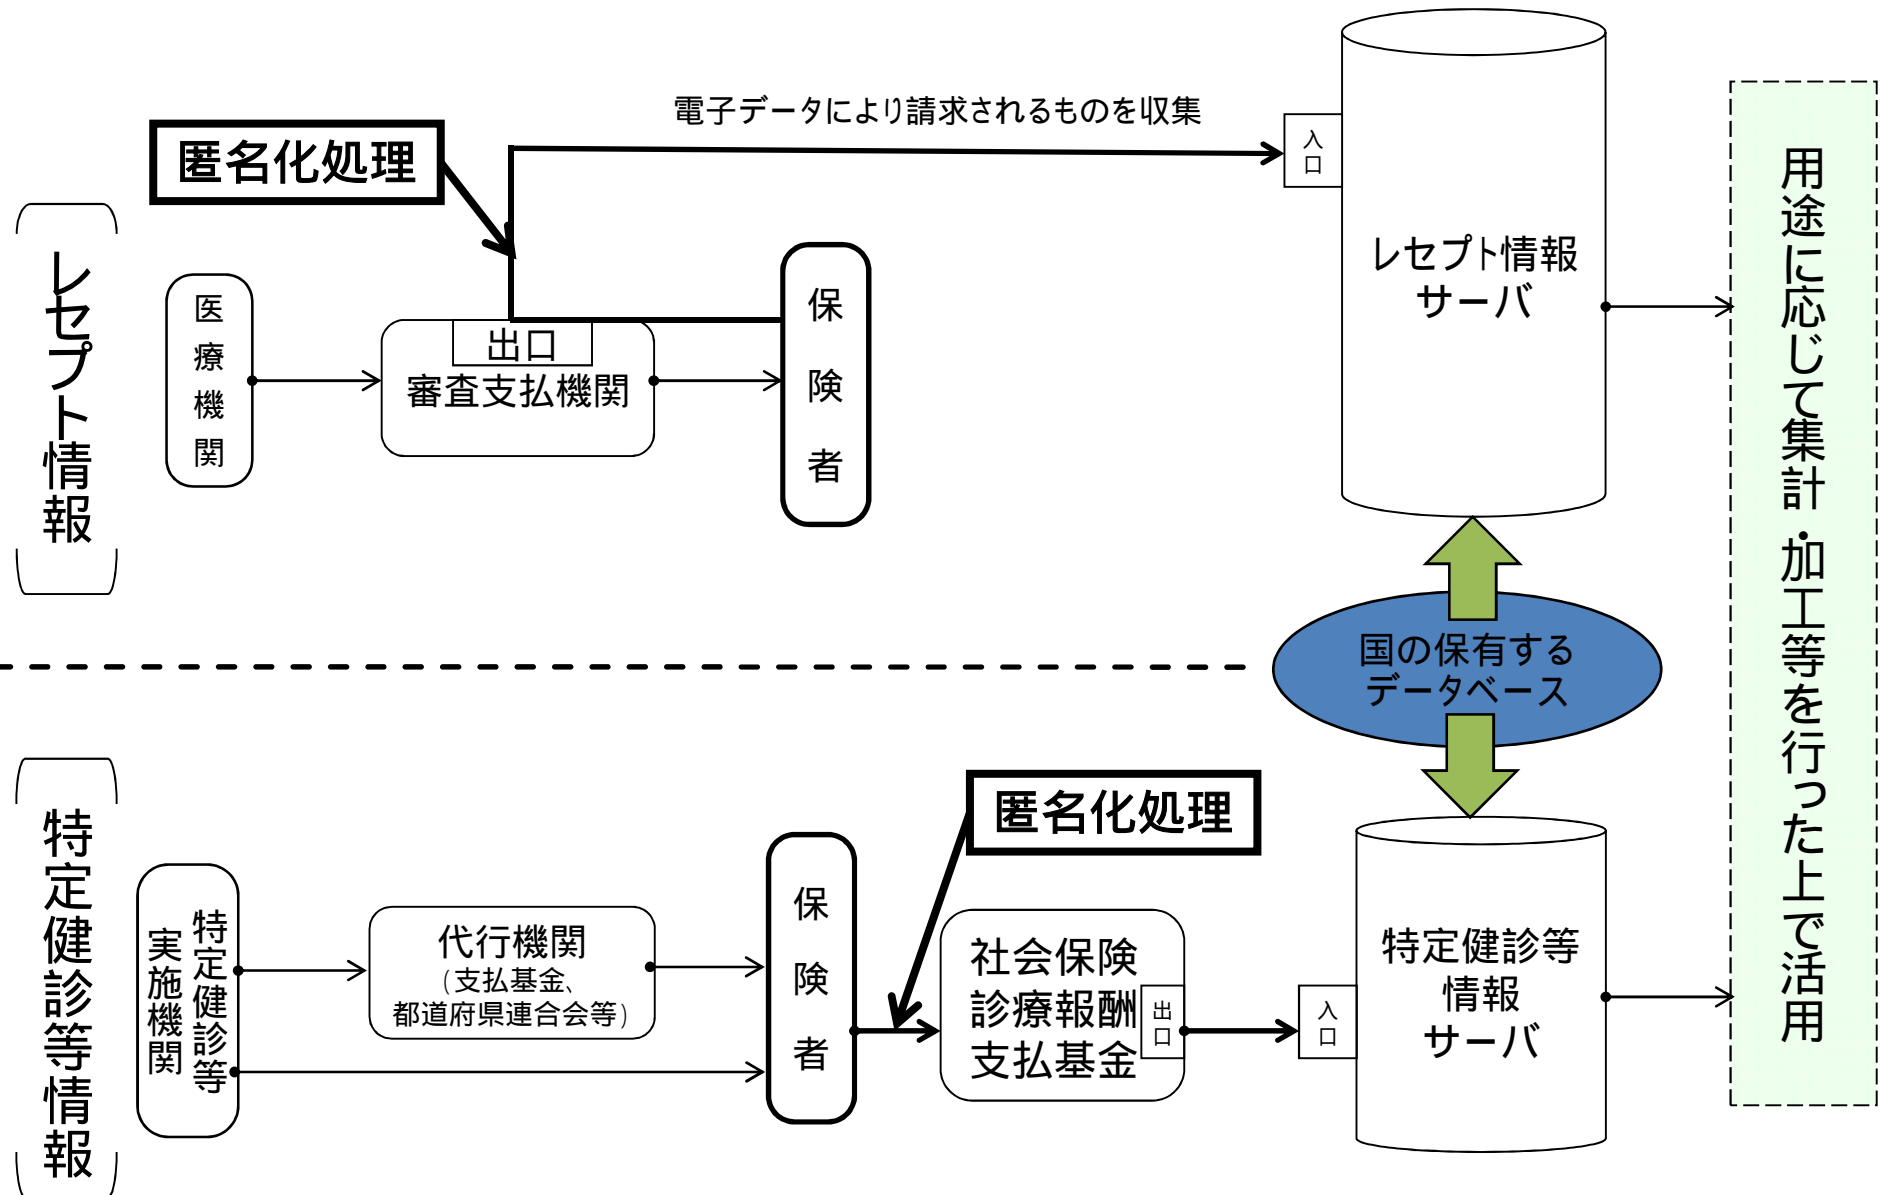 電子データにより請求されるものを収集
匿名化処理
レセプト情報
医療機関
出口
審査支払機関
保険者
入口
レセプト情報
サーバ
国の保有する
データベース
用途に応じて集計・加工等を行った上で活用
特定健診等情報
特定健診等
実施機関
代行機関
（支払基金、
都道府県連合会等）
保険者
匿名化処理
社会保険
診療報酬
支払基金
出口
入口
特定健診等
情報
サーバ